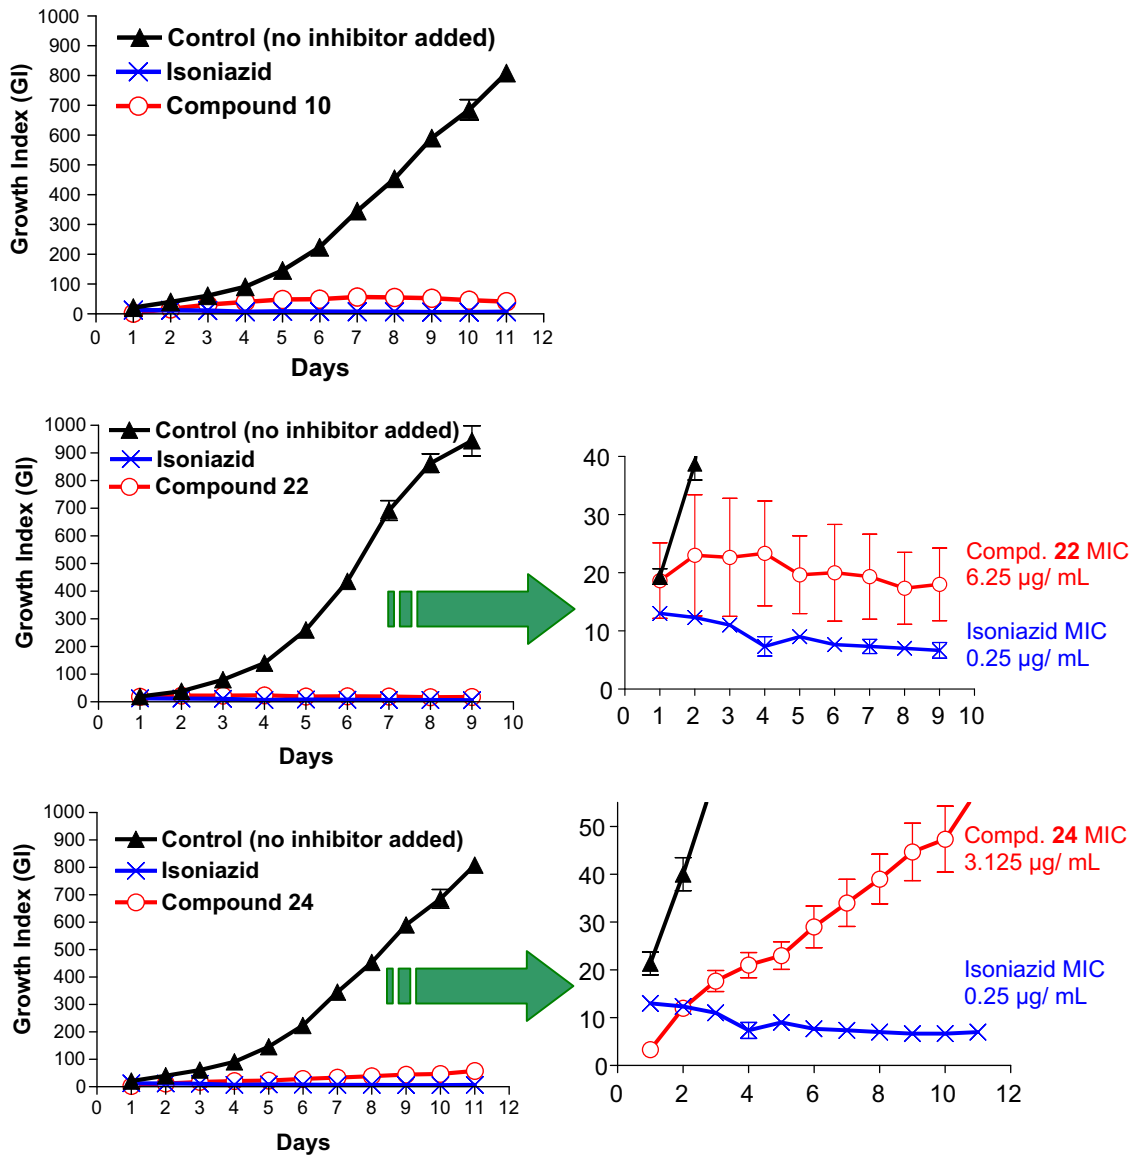 1000
900
800
700
600
500
400
300
200
100
0
Growth Index (GI)
Control (no inhibitor added)
Isoniazid
Compound 10
0 1 2 3 4 5 6 7 8 9 10 11 12
Days
1000
900
800
700
600
500
400
300
200
100
0
Growth Index (GI)
Control (no inhibitor added)
Isoniazid
Compound 22
0 1 2 3 4 5 6 7 8 9 10
Days
40
30
20
10
0
0 1 2 3 4 5 6 7 8 9 10
Compd. 22 MIC
6.25 µg/ mL
Isoniazid MIC
0.25 µg/ mL
1000
900
800
700
600
500
400
300
200
100
0
Growth Index (GI)
Control (no inhibitor added)
Isoniazid
Compound 24
0 1 2 3 4 5 6 7 8 9 10 11 12
Days
50
40
30
20
10
0
0 2 4 6 8 10 12
Compd. 24 MIC
3.125 µg/ mL
Isoniazid MIC
0.25 µg/ mL